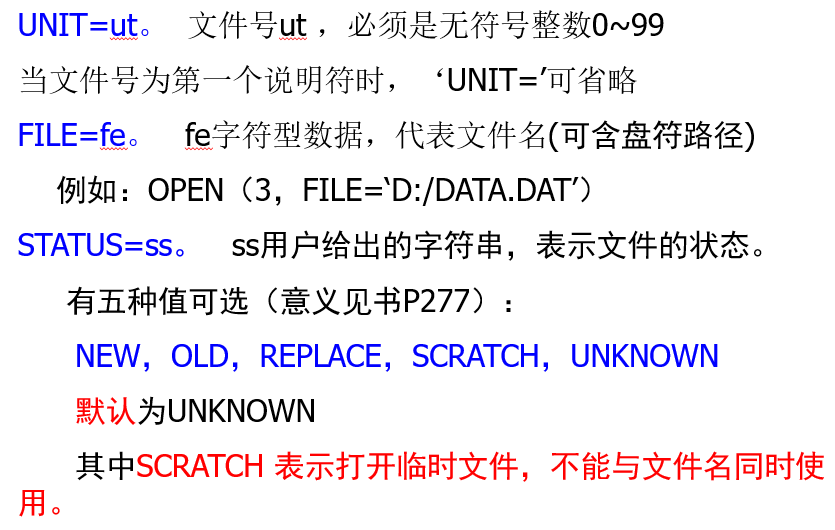 UNIT=ut。 文件号ut ，必须是无符号整数0~99
当文件号为第一个说明符时，‘UNIT=’可省略
FILE=fe。 fe字符型数据，代表文件名(可含盘符路径)
例如：OPEN（3，FILE=‘D:/DATA.DAT’）
STATUS=ss。 ss用户给出的字符串，表示文件的状态。
有五种值可选（意义见书P277）：
NEW，OLD，REPLACE，SCRATCH，UNKNOWN
默认为UNKNOWN
其中SCRATCH 表示打开临时文件，不能与文件名同时使
用。